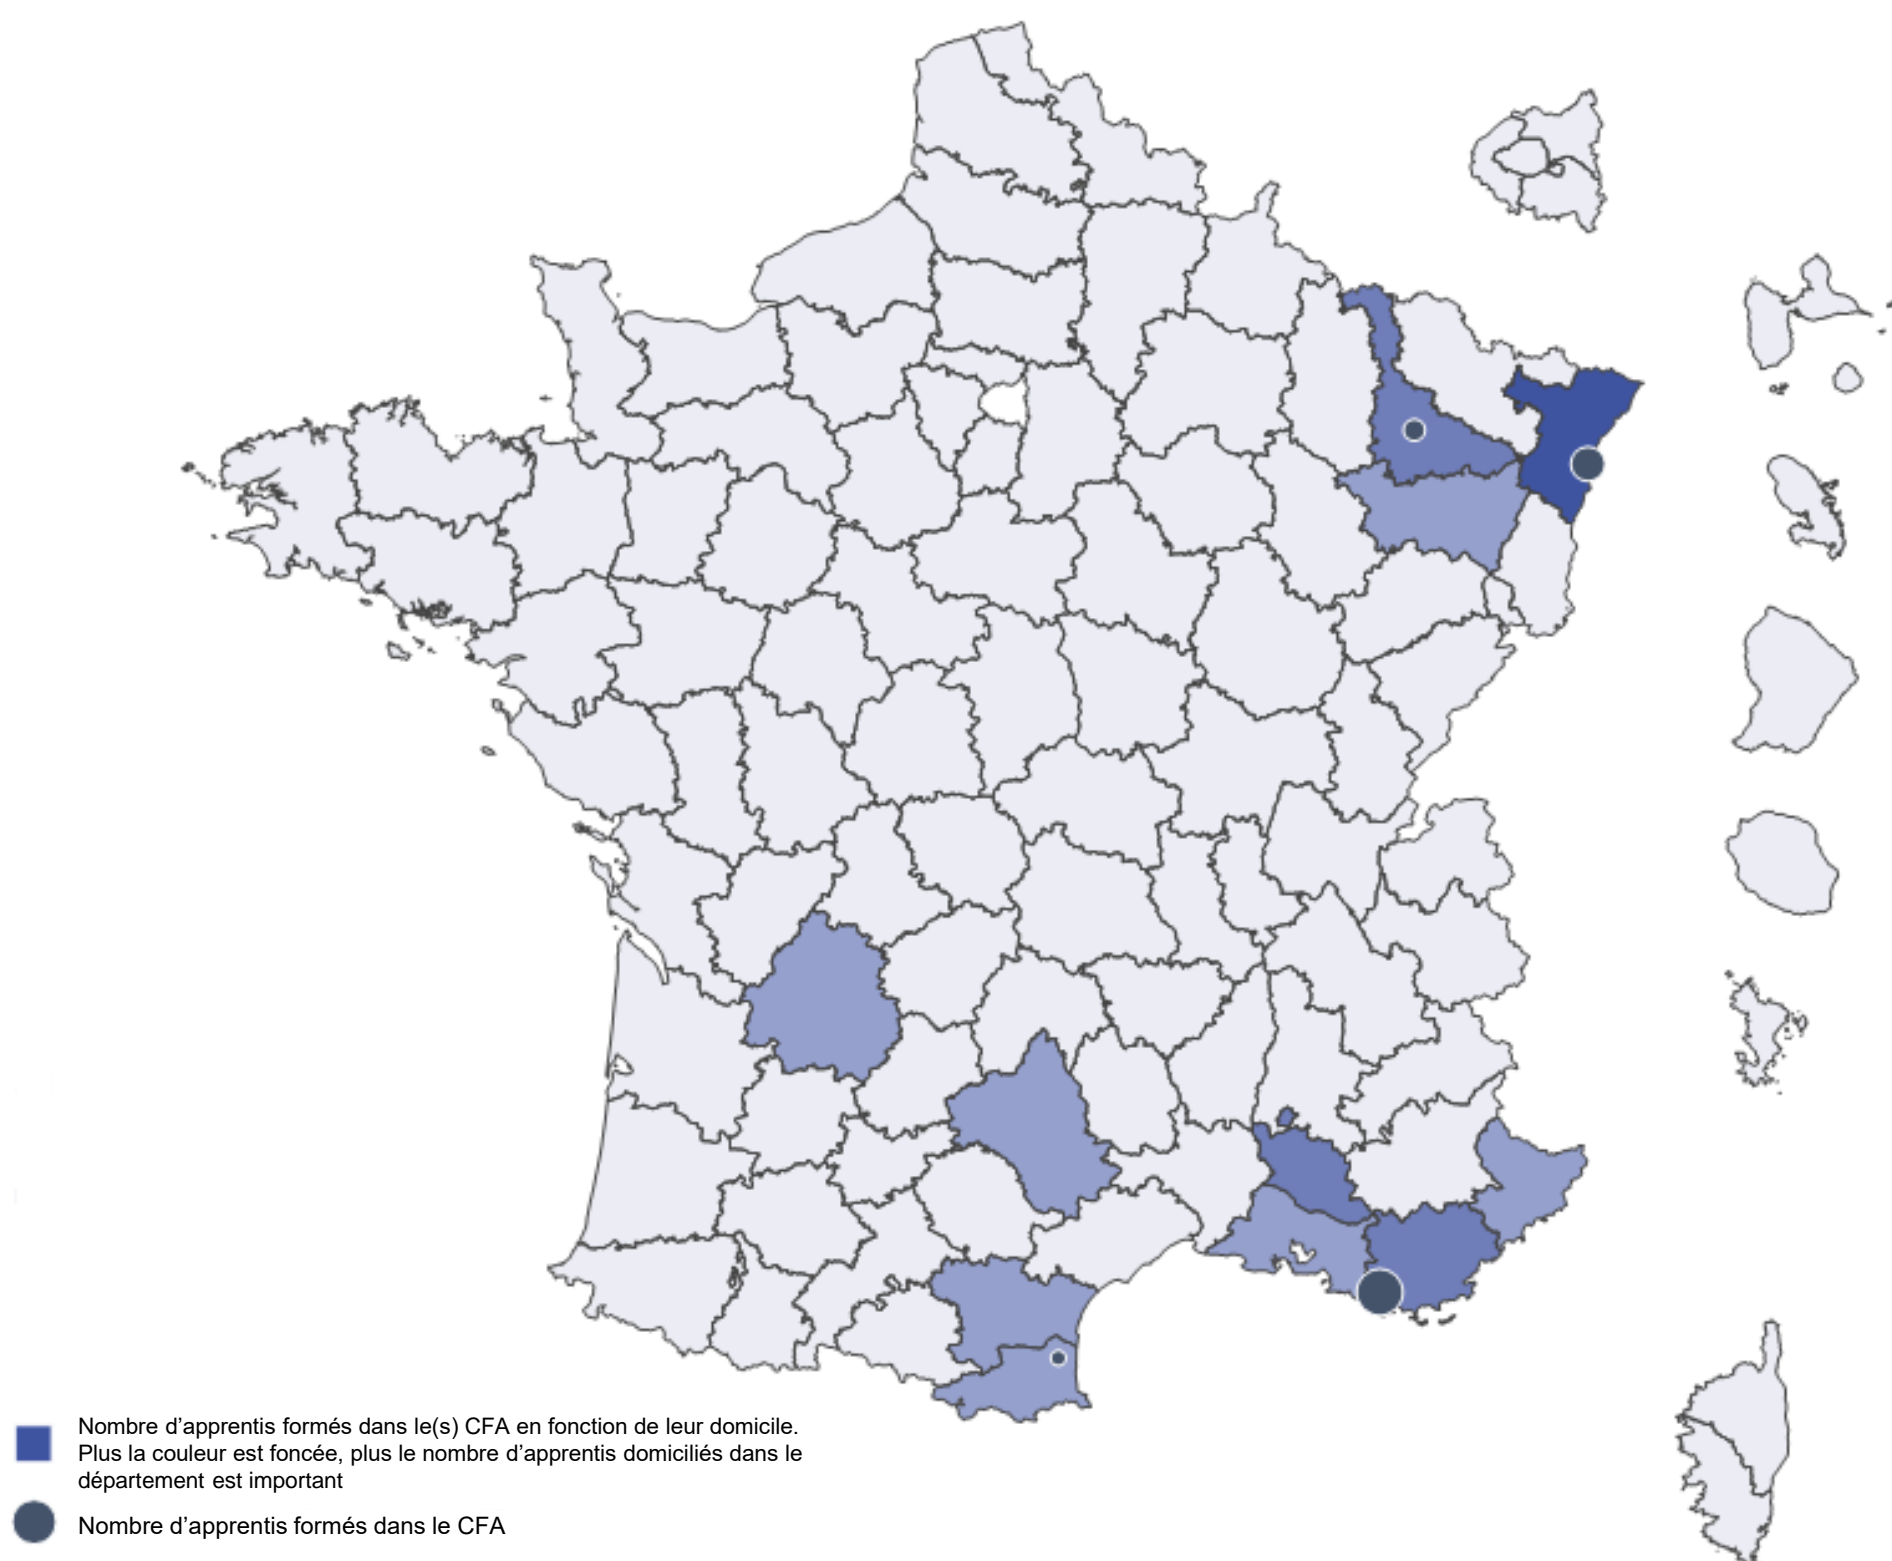 Nombre d’apprentis formés dans le(s) CFA en fonction de leur domicile.
Plus la couleur est foncée, plus le nombre d’apprentis domiciliés dans le
département est important
Nombre d’apprentis formés dans le CFA